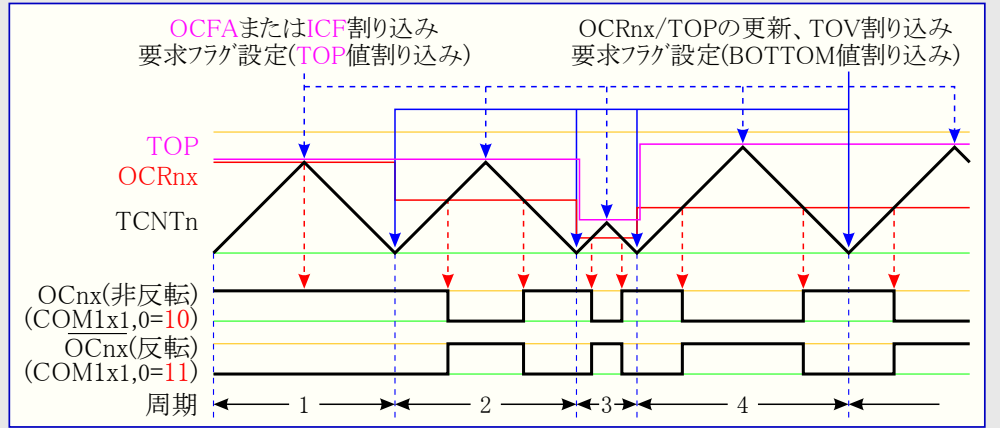 OCFAまたはICF割り込み
要求フラグ設定(TOP値割り込み)
OCRnx/TOPの更新、TOV割り込み
要求フラグ設定(BOTTOM値割り込み)
TOP
OCRnx
TCNTn
OCnx(非反転)
(COM1x1,0=10)
OCnx(反転)
(COM1x1,0=11)
周期 1 2 3 4